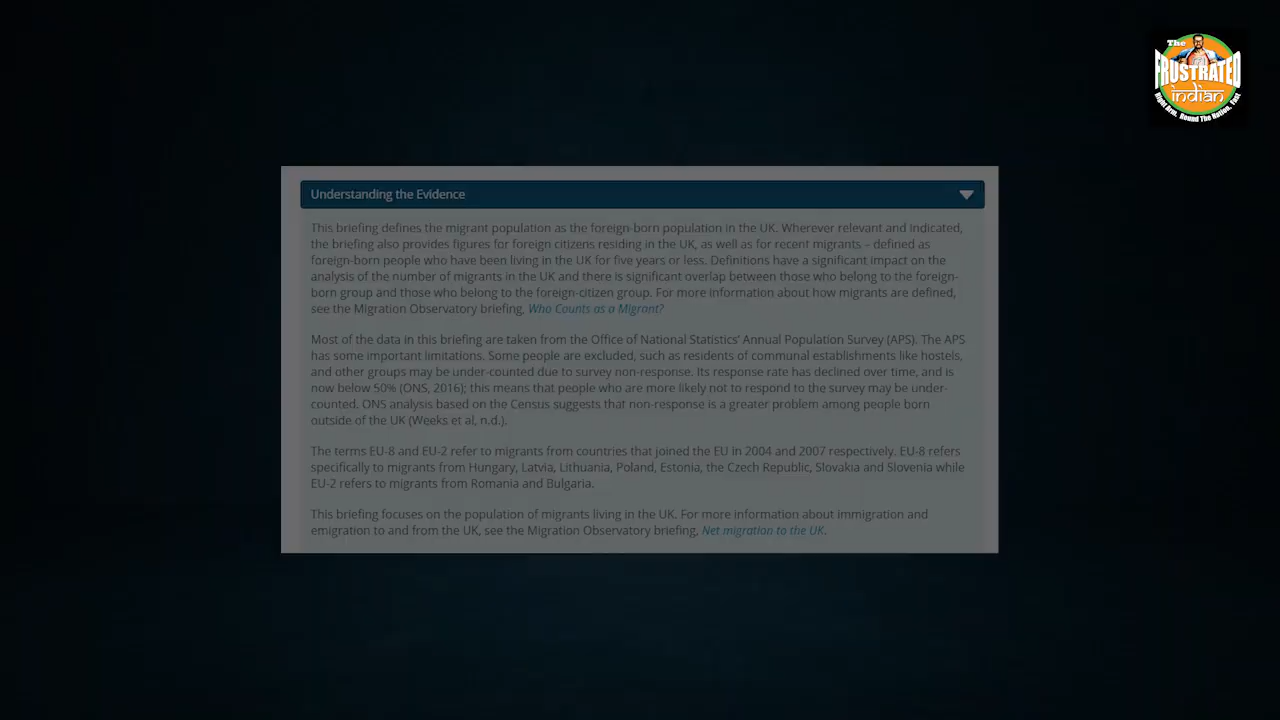 The
FRUSTRATED
indian
Right Arm, Round The Nation, Fast
Understanding the Evidence
This briefing defines the migrant population as the foreign-born population in the UK. Wherever relevant and indicated,
the briefing also provides figures for foreign citizens residing in the UK, as well as for recent migrants – defined as
foreign-born people who have been living in the UK for five years or less. Definitions have a significant impact on the
analysis of the number of migrants in the UK and there is significant overlap between those who belong to the foreign-
born group and those who belong to the foreign-citizen group. For more information about how migrants are defined,
see the Migration Observatory briefing, Who Counts as a Migrant?
Most of the data in this briefing are taken from the Office of National Statistics’ Annual Population Survey (APS). The APS
has some important limitations. Some people are excluded, such as residents of communal establishments like hostels,
and other groups may be under-counted due to survey non-response. Its response rate has declined over time, and is
now below 50% (ONS, 2016); this means that people who are more likely not to respond to the survey may be under-
counted. ONS analysis based on the Census suggests that non-response is a greater problem among people born
outside of the UK (Weeks et al, n.d.).
The terms EU-8 and EU-2 refer to migrants from countries that joined the EU in 2004 and 2007 respectively. EU-8 refers
specifically to migrants from Hungary, Latvia, Lithuania, Poland, Estonia, the Czech Republic, Slovakia and Slovenia while
EU-2 refers to migrants from Romania and Bulgaria.
This briefing focuses on the population of migrants living in the UK. For more information about immigration and
emigration to and from the UK, see the Migration Observatory briefing, Net migration to the UK.